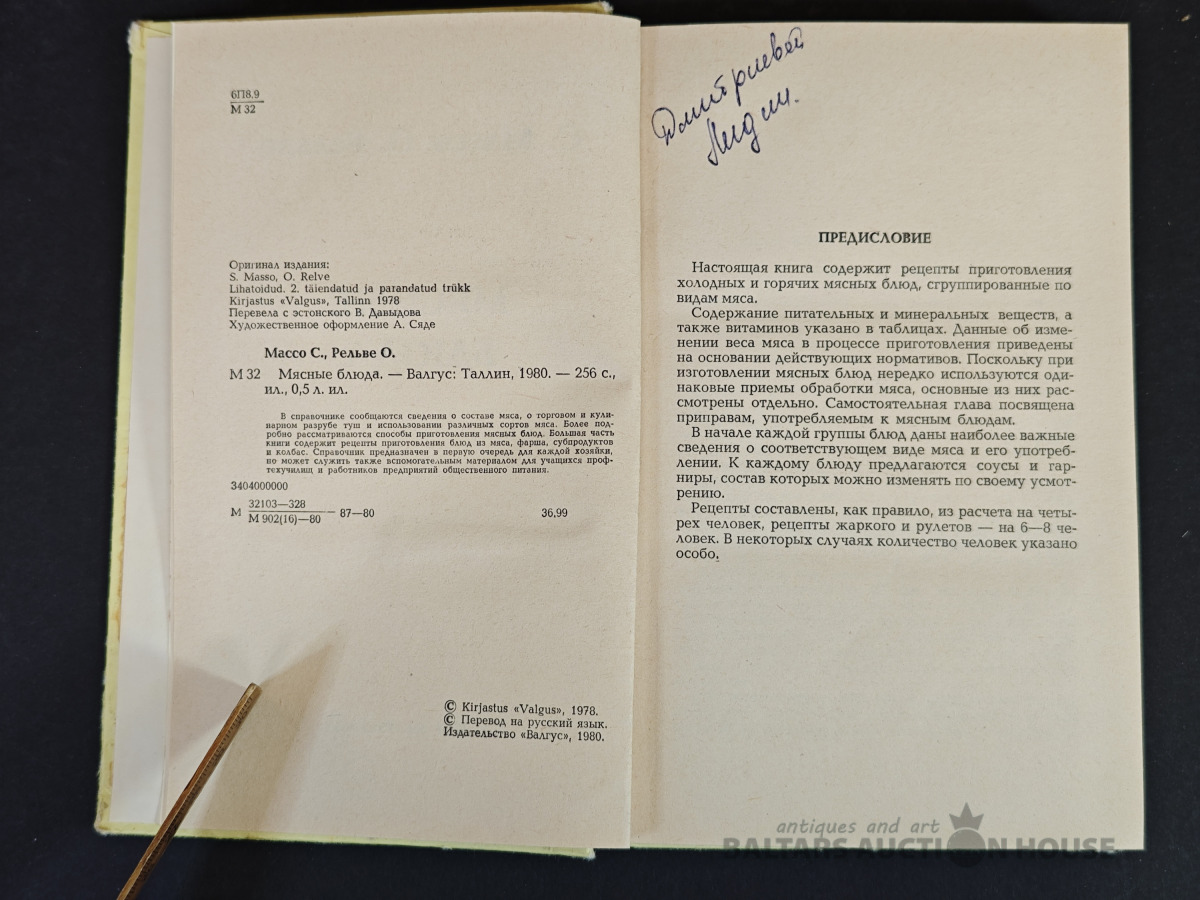 6П8.9
М 32
Оригинал издания:
S. Masso, O. Relve
Lihatoidud. 2. täiendatud ja parandatud trükk
Kirjastus «Valgus», Tallinn 1978
Перевела с эстонского В. Давыдова
Художественное оформление А. Сяде
Массо С., Рельве О.
М 32 Мясные блюда. — Валгус: Таллин, 1980. — 256 с.,
ил., 0,5 л. ил.
В справочнике сообщаются сведения о составе мяса, о торговом и кули-
нарном разрубе туш и использовании различных сортов мяса. Более под-
робно рассматриваются способы приготовления мясных блюд. Большая часть
книги содержит рецепты приготовления блюд из мяса, фарша, субпродуктов
и колбас. Справочник предназначен в первую очередь для каждой хозяйки,
но может служить также вспомогательным материалом для учащихся проф-
техучилищ и работников предприятий общественного питания.
3404000000
М 32103—328
М 902(16)—80 — 87—80 36,99
© Kirjastus «Valgus», 1978.
© Перевод на русский язык.
Издательство «Валгус», 1980.
Дмитриевой
Лидии.
ПРЕДИСЛОВИЕ
Настоящая книга содержит рецепты приготовления
холодных и горячих мясных блюд, сгруппированные по
видам мяса.
Содержание питательных и минеральных веществ, а
также витаминов указано в таблицах. Данные об изме-
нении веса мяса в процессе приготовления приведены
на основании действующих нормативов. Поскольку при
изготовлении мясных блюд нередко используются оди-
наковые приемы обработки мяса, основные из них рас-
смотрены отдельно. Самостоятельная глава посвящена
приправам, употребляемым к мясным блюдам.
В начале каждой группы блюд даны наиболее важные
сведения о соответствующем виде мяса и его употреб-
лении. К каждому блюду предлагаются соусы и гар-
ниры, состав которых можно изменять по своему усмот-
рению.
Рецепты составлены, как правило, из расчета на четы-
рех человек, рецепты жаркого и рулетов — на 6—8 че-
ловек. В некоторых случаях количество человек указано
особо.
antiques and art
BALTARS AUCTION HOUSE